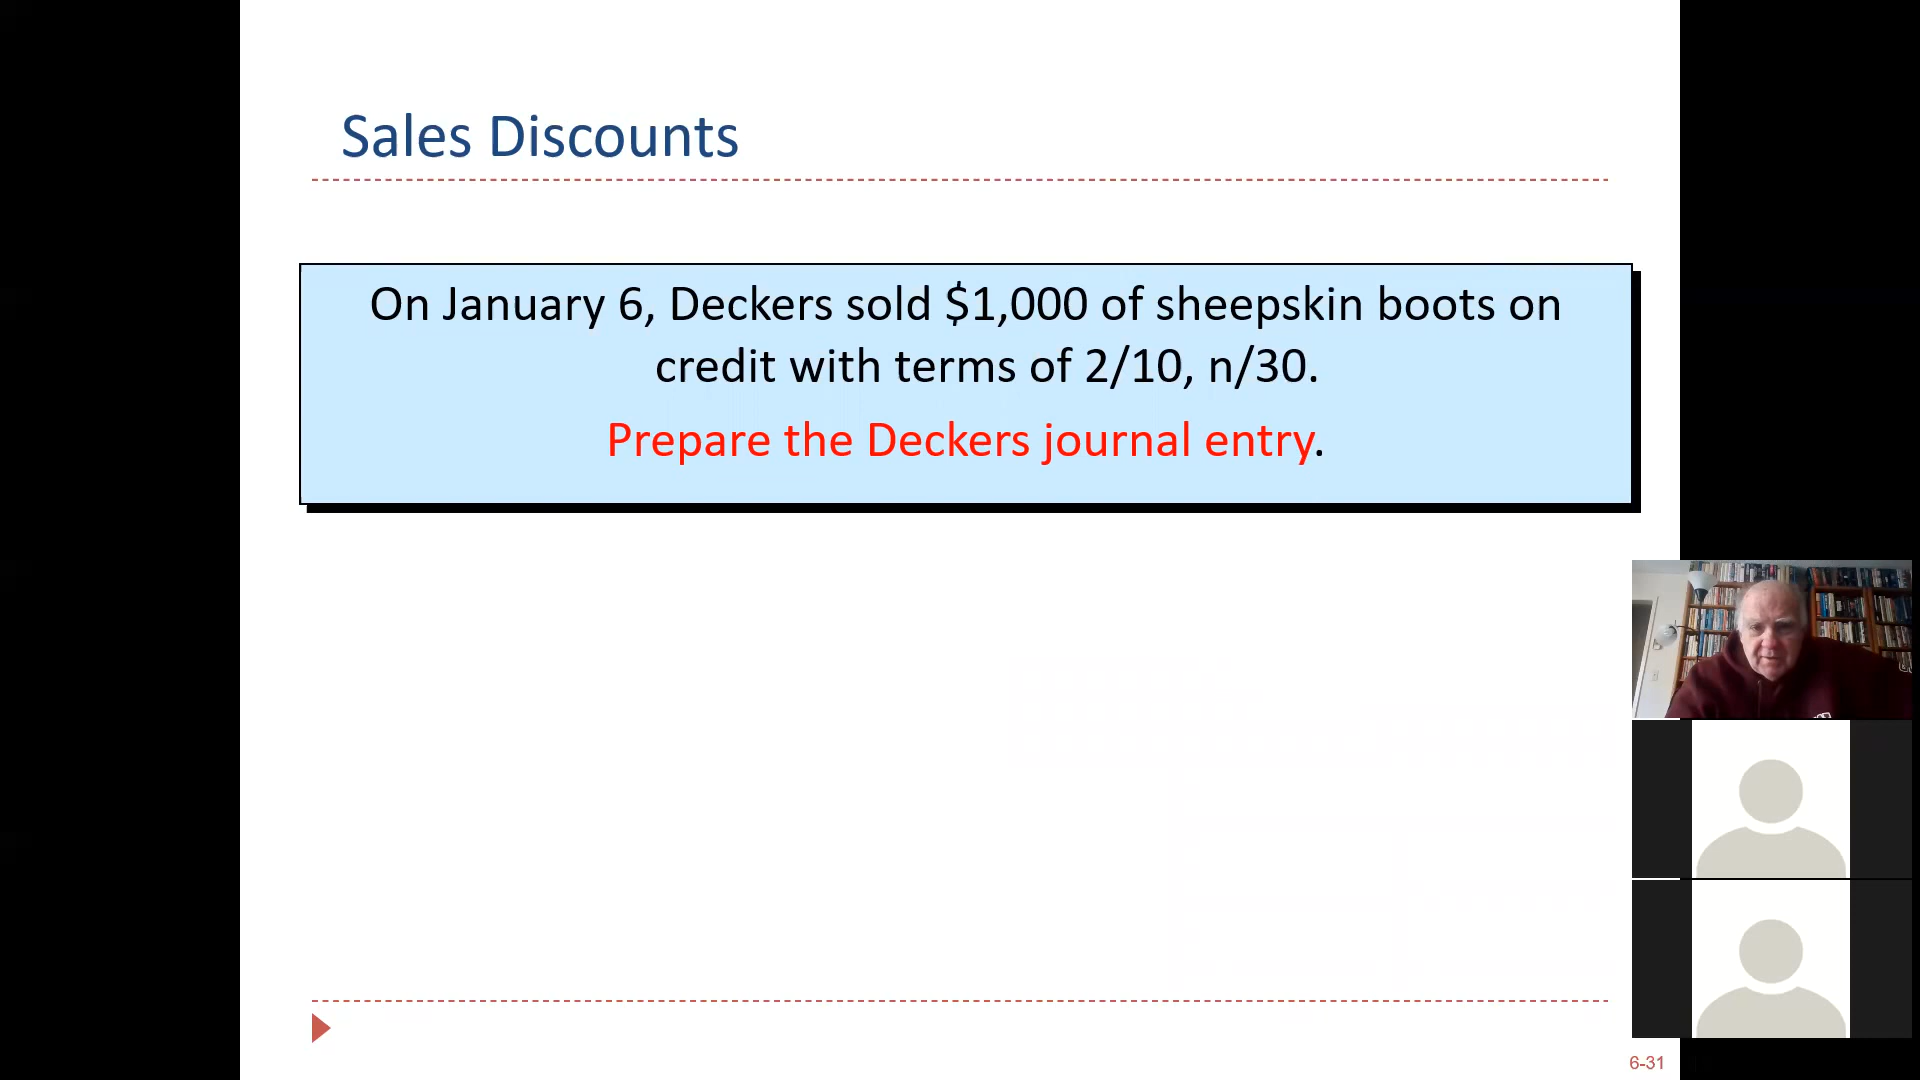 Sales Discounts
On January 6, Deckers sold $1,000 of sheepskin boots on
credit with terms of 2/10, n/30.
Prepare the Deckers journal entry.
6-31